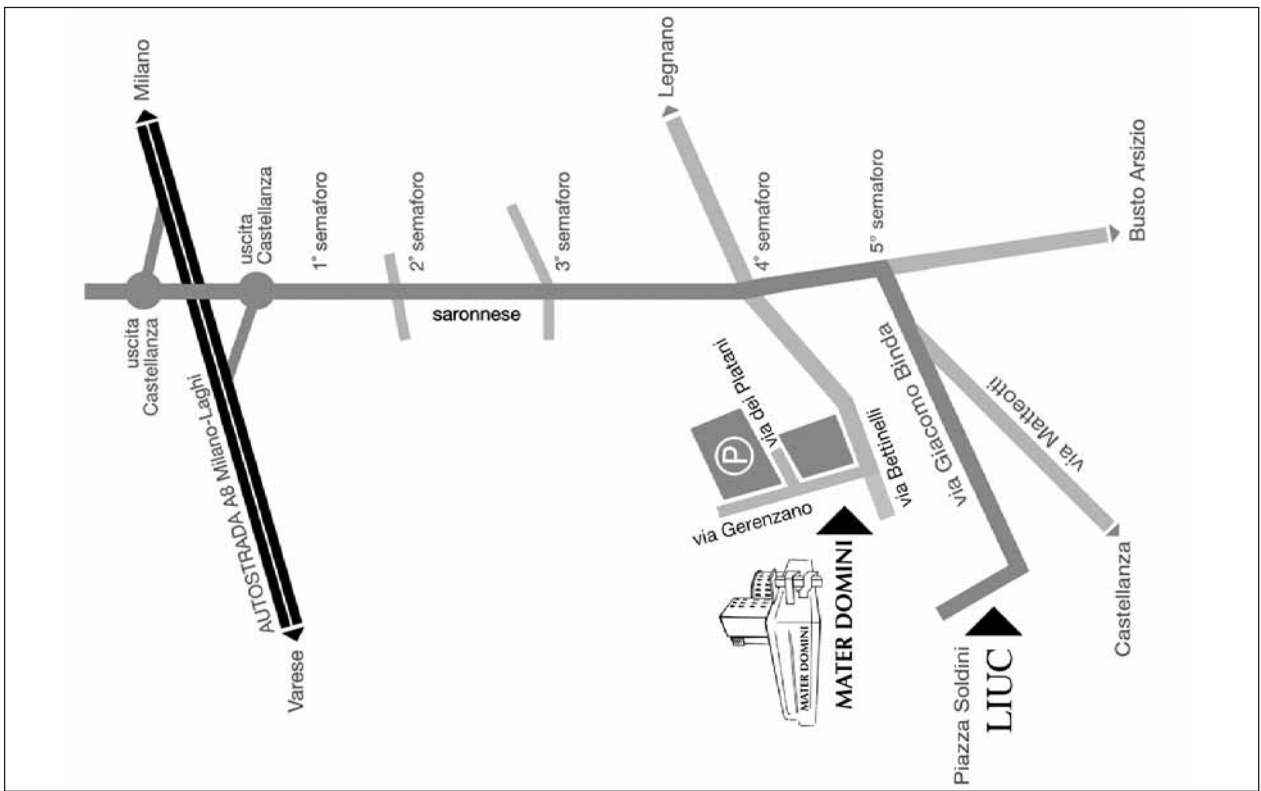 Milano
Legnano
Busto Arsizio
uscita
Castellanza
1° semaforo
2° semaforo
3° semaforo
4° semaforo
5° semaforo
uscita
Castellanza
saronnese
AUTOSTRADA A8 Milano-Laghi
Varese
P
via dei Platani
via Gerenzano
via Bettinelli
via Giacomo Binda
via Matteotti
Castellanza
MATER DOMINI
MATER DOMINI
Piazza Soldini
LIUC